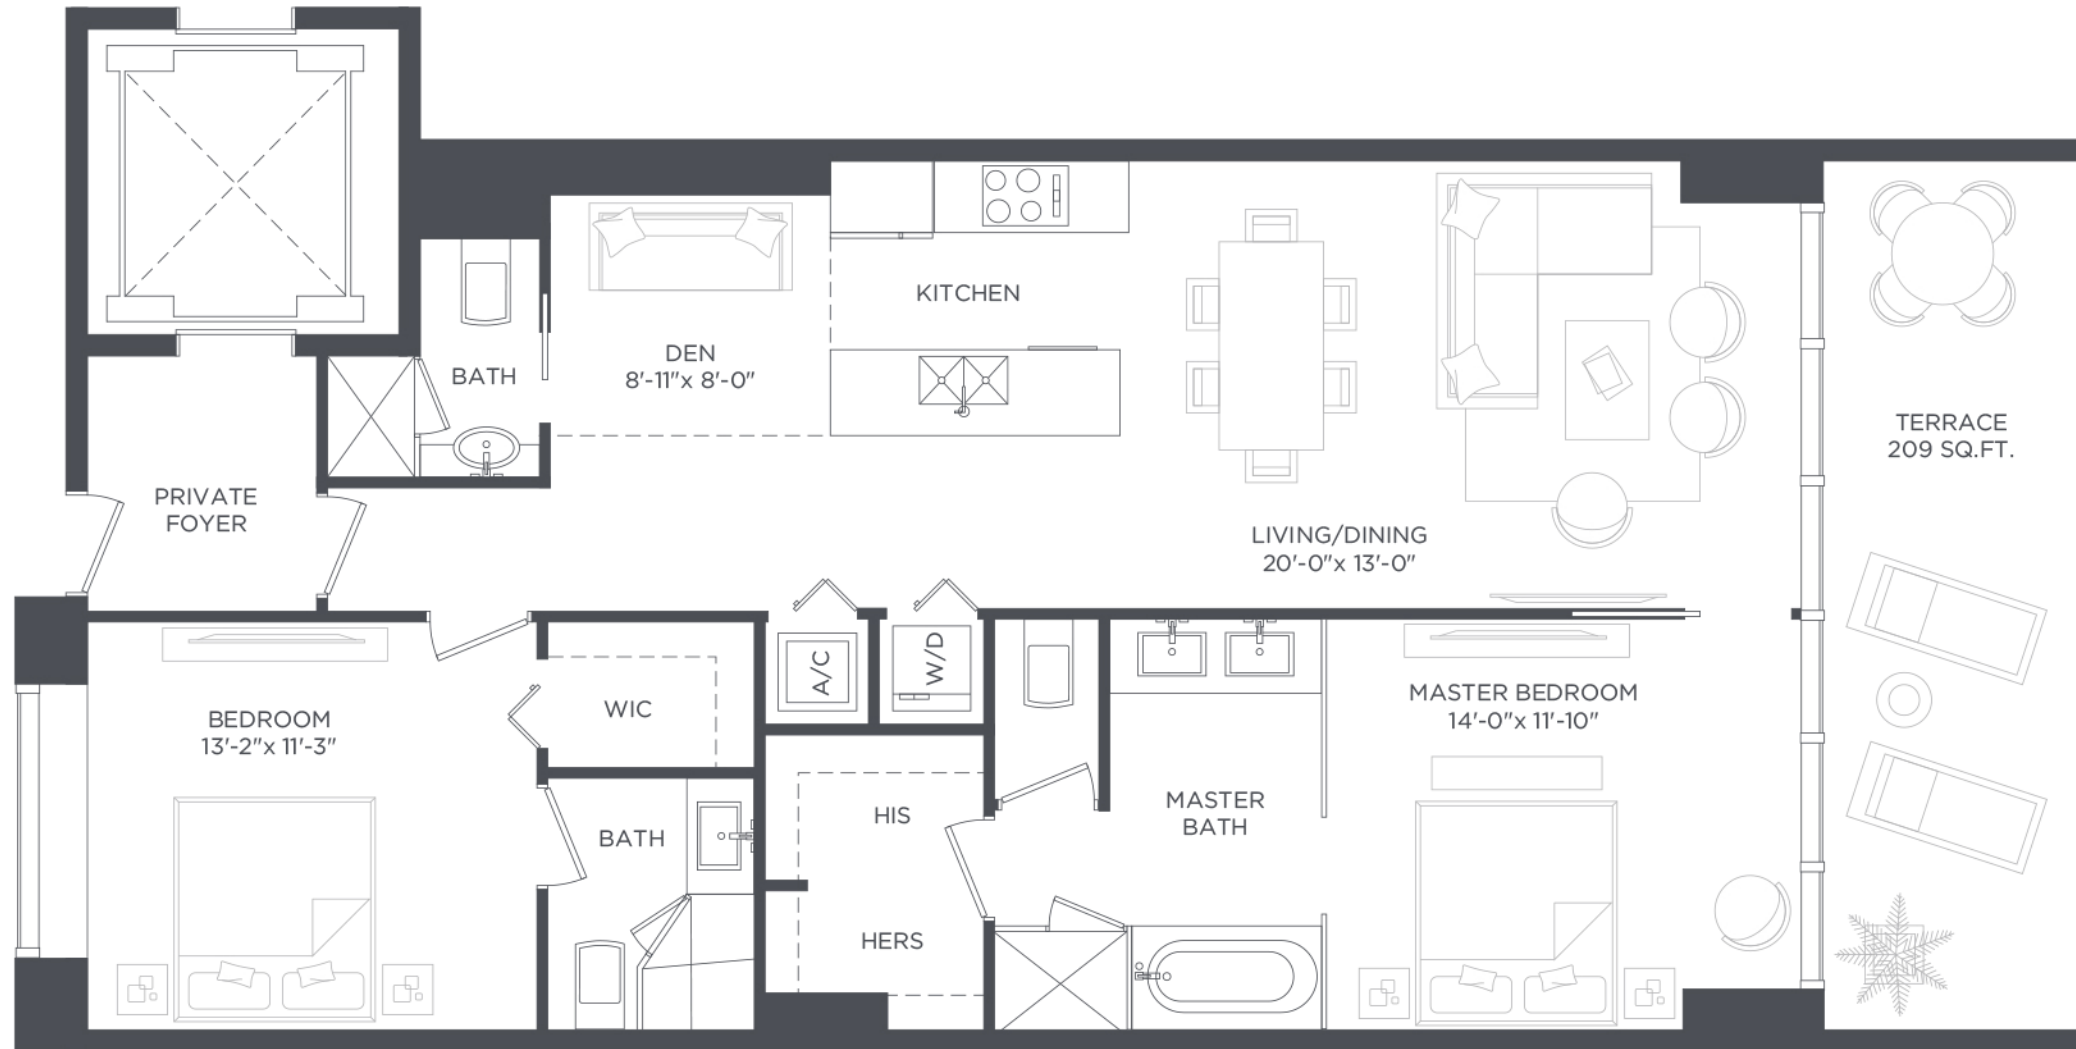 KITCHEN
DEN
8'-11"x 8'-0"
BATH
TERRACE
209 SQ.FT.
PRIVATE
FOYER
LIVING/DINING
20'-0"x 13'-0"
A/C
W/D
BEDROOM
13'-2"x 11'-3"
WIC
MASTER BEDROOM
14'-0"x 11'-10"
BATH
HIS
MASTER
BATH
HERS